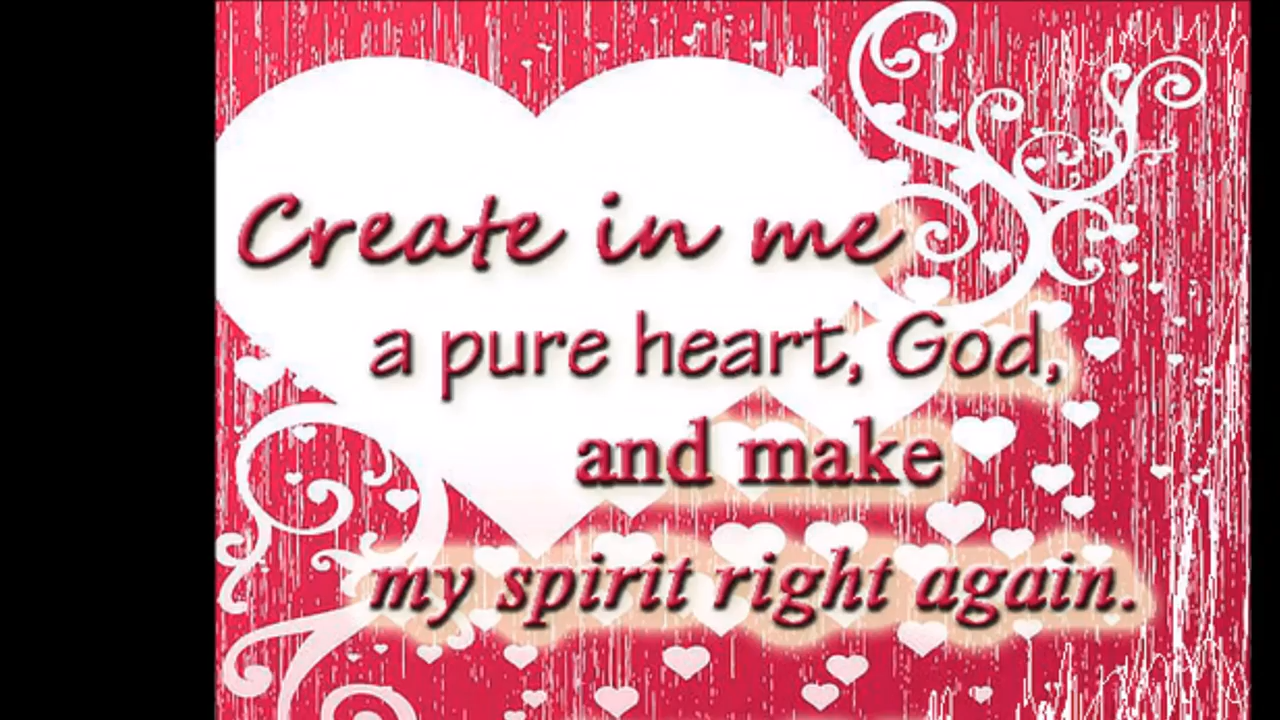 Create in me
a pure heart, God,
and make
my spirit right again.